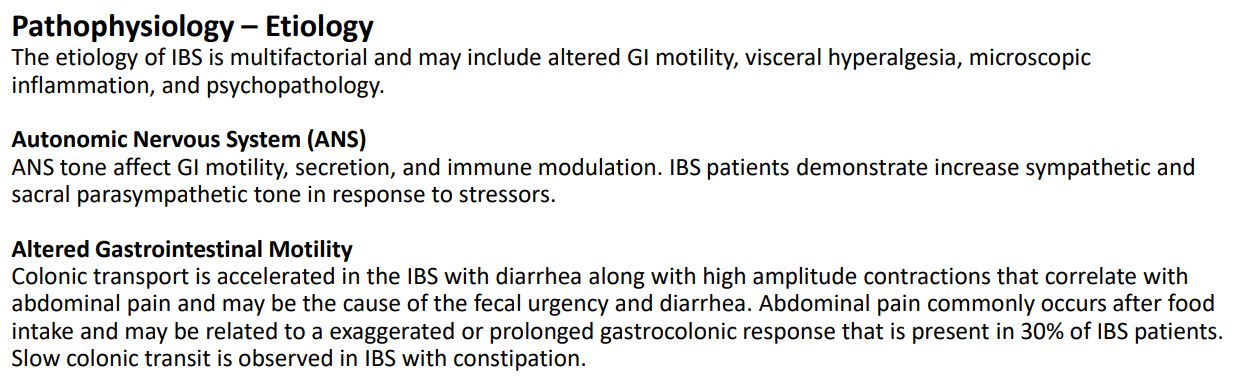 Pathophysiology – Etiology
The etiology of IBS is multifactorial and may include altered GI motility, visceral hyperalgesia, microscopic
inflammation, and psychopathology.
Autonomic Nervous System (ANS)
ANS tone affect GI motility, secretion, and immune modulation. IBS patients demonstrate increase sympathetic and
sacral parasympathetic tone in response to stressors.
Altered Gastrointestinal Motility
Colonic transport is accelerated in the IBS with diarrhea along with high amplitude contractions that correlate with
abdominal pain and may be the cause of the fecal urgency and diarrhea. Abdominal pain commonly occurs after food
intake and may be related to a exaggerated or prolonged gastrocolonic response that is present in 30% of IBS patients.
Slow colonic transit is observed in IBS with constipation.